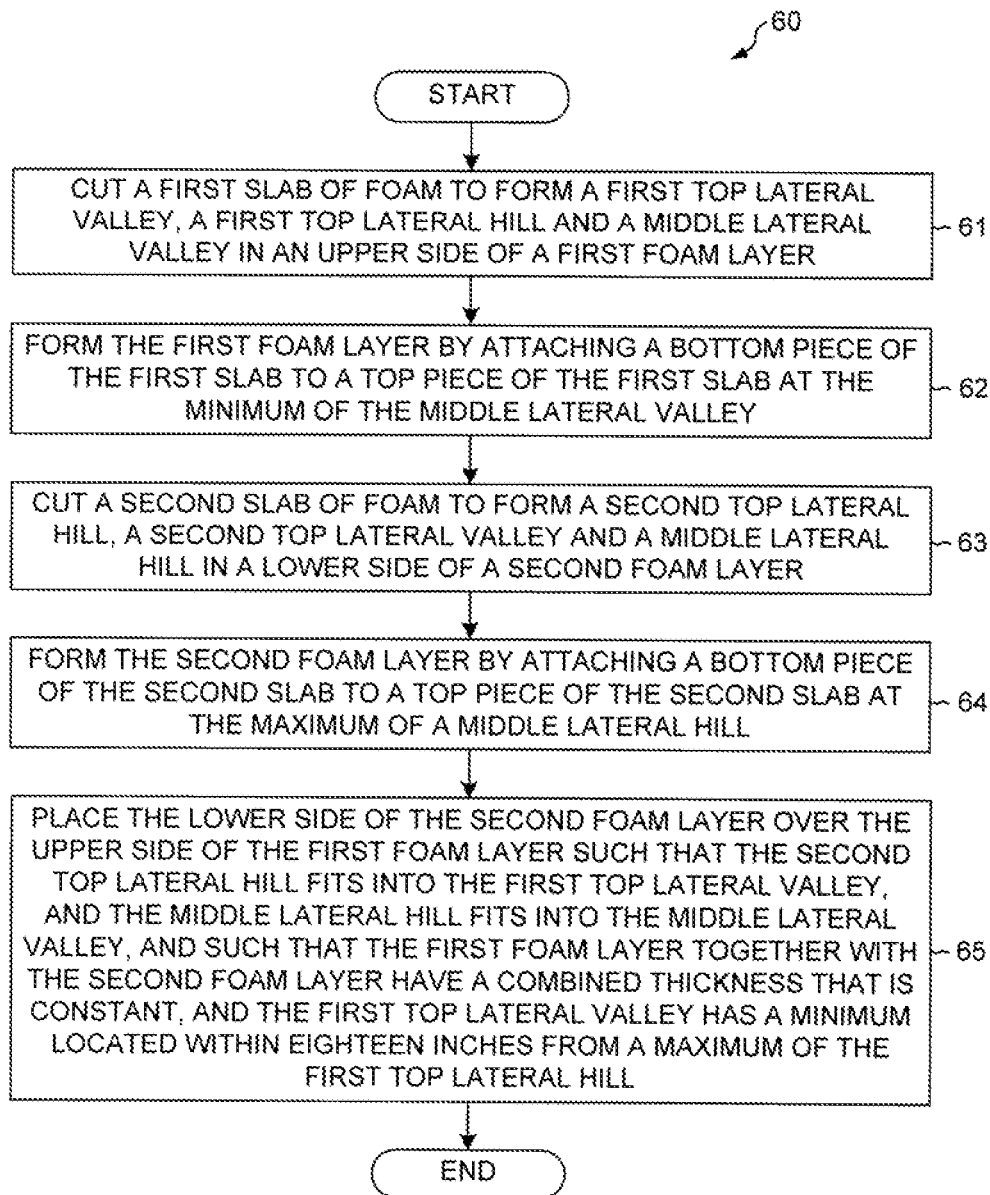 60
START
CUT A FIRST SLAB OF FOAM TO FORM A FIRST TOP LATERAL
VALLEY, A FIRST TOP LATERAL HILL AND A MIDDLE LATERAL
VALLEY IN AN UPPER SIDE OF A FIRST FOAM LAYER
61
FORM THE FIRST FOAM LAYER BY ATTACHING A BOTTOM PIECE OF
THE FIRST SLAB TO A TOP PIECE OF THE FIRST SLAB AT THE
MINIMUM OF THE MIDDLE LATERAL VALLEY
62
CUT A SECOND SLAB OF FOAM TO FORM A SECOND TOP LATERAL
HILL, A SECOND TOP LATERAL VALLEY AND A MIDDLE LATERAL
HILL IN A LOWER SIDE OF A SECOND FOAM LAYER
63
FORM THE SECOND FOAM LAYER BY ATTACHING A BOTTOM PIECE
OF THE SECOND SLAB TO A TOP PIECE OF THE SECOND SLAB AT
THE MAXIMUM OF A MIDDLE LATERAL HILL
64
PLACE THE LOWER SIDE OF THE SECOND FOAM LAYER OVER THE
UPPER SIDE OF THE FIRST FOAM LAYER SUCH THAT THE SECOND
TOP LATERAL HILL FITS INTO THE FIRST TOP LATERAL VALLEY,
AND THE MIDDLE LATERAL HILL FITS INTO THE MIDDLE LATERAL
VALLEY, AND SUCH THAT THE FIRST FOAM LAYER TOGETHER WITH
THE SECOND FOAM LAYER HAVE A COMBINED THICKNESS THAT IS
CONSTANT, AND THE FIRST TOP LATERAL VALLEY HAS A MINIMUM
LOCATED WITHIN EIGHTEEN INCHES FROM A MAXIMUM OF THE
FIRST TOP LATERAL HILL
65
END